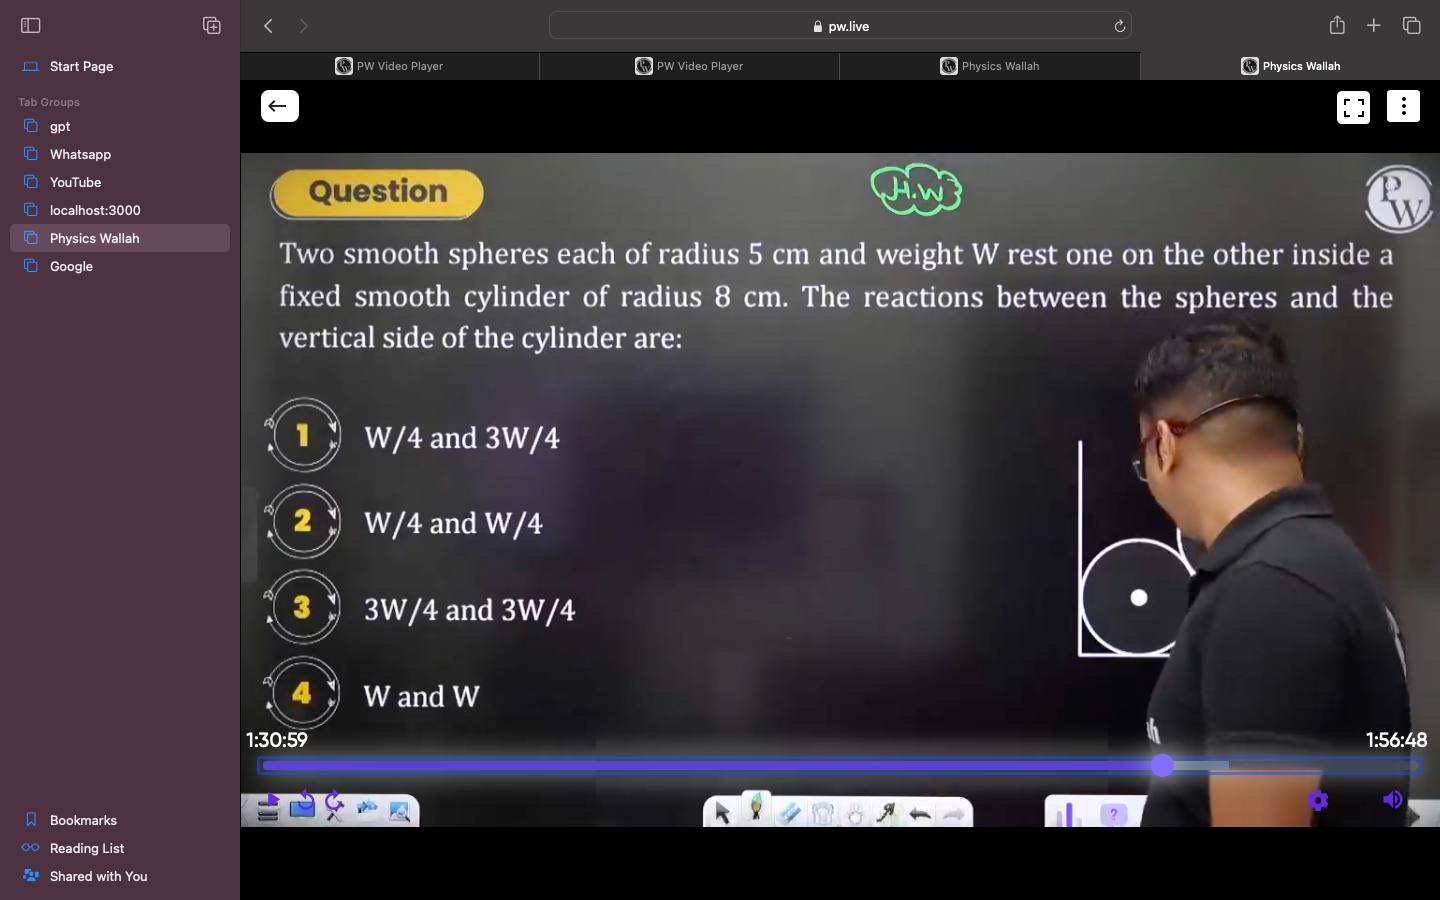 pw.live
Start Page
PW Video Player
PW Video Player
Physics Wallah
Physics Wallah
Tab Groups
gpt
Whatsapp
YouTube
localhost:3000
Physics Wallah
Google
Question
H.W
PW
Two smooth spheres each of radius 5 cm and weight W rest one on the other inside a
fixed smooth cylinder of radius 8 cm. The reactions between the spheres and the
vertical side of the cylinder are:
1 W/4 and 3W/4
2 W/4 and W/4
3 3W/4 and 3W/4
4 W and W
1:30:59
1:56:48
?
Bookmarks
Reading List
Shared with You